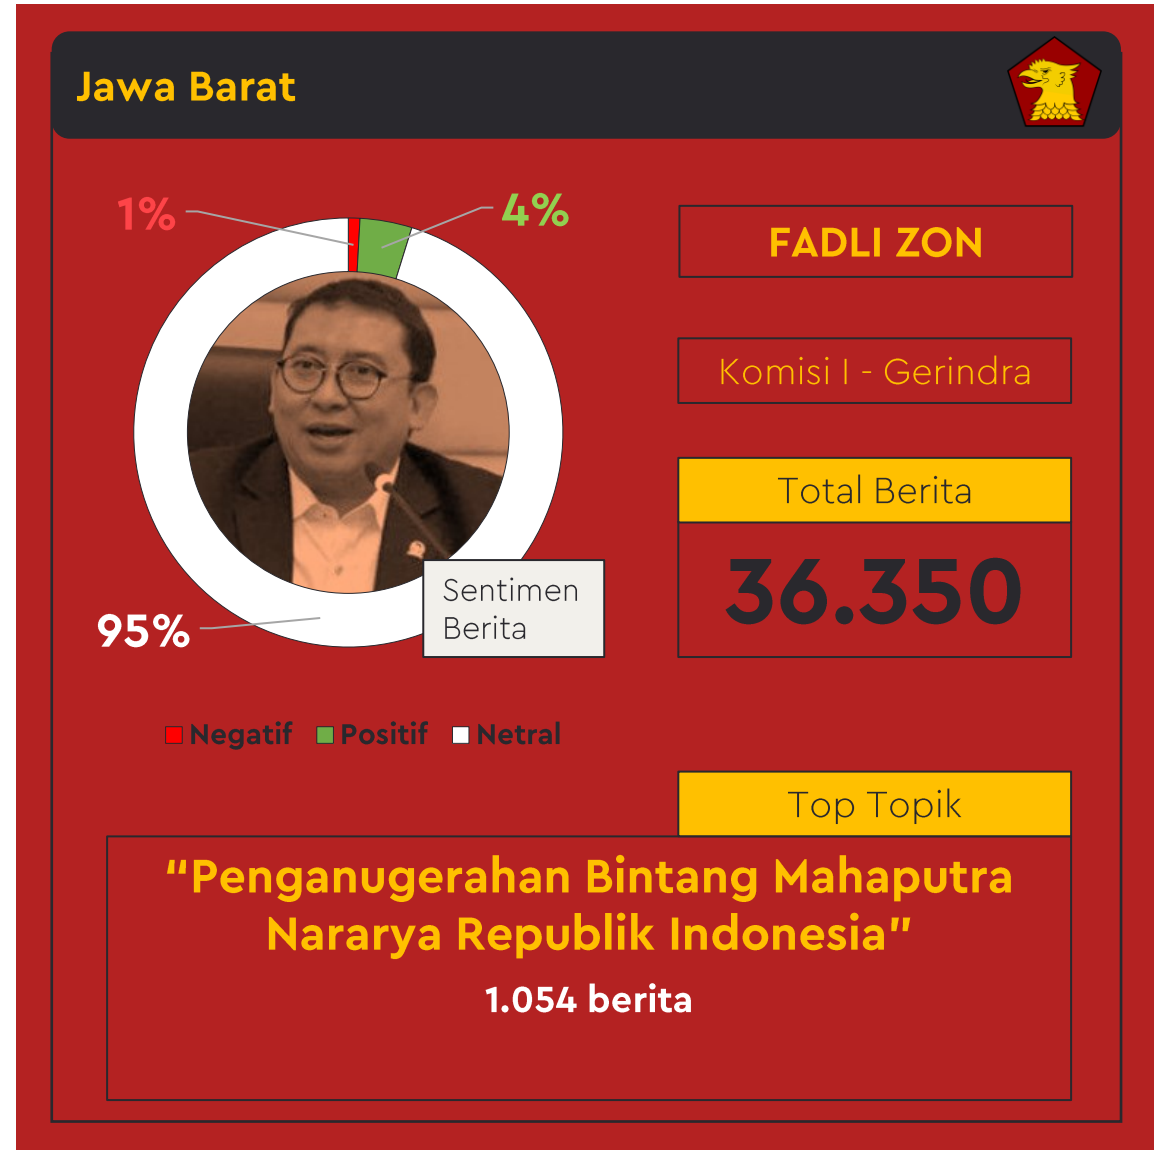 Jawa Barat
1%
4%
95%
Sentimen
Berita
Negatif Positif Netral
FADLI ZON
Komisi I - Gerindra
Total Berita
36.350
Top Topik
“Penganugerahan Bintang Mahaputra
Nararya Republik Indonesia”
1.054 berita